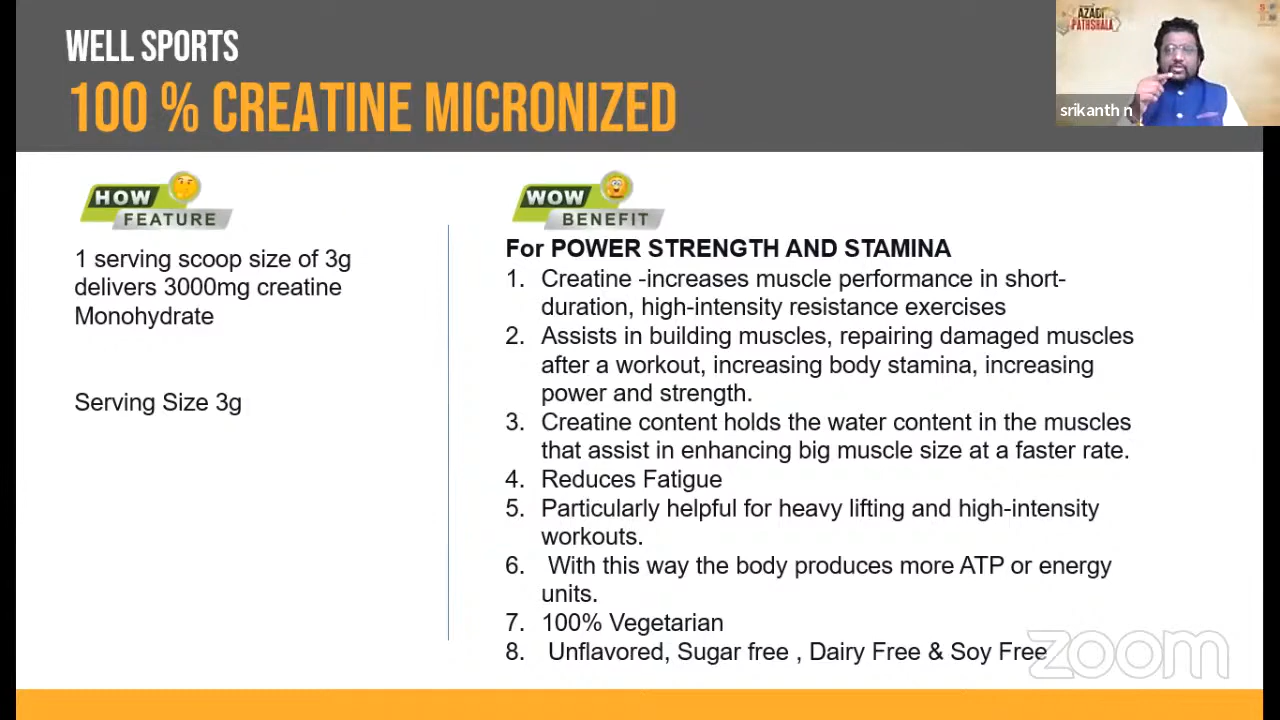 WELL SPORTS
100 % CREATINE MICRONIZED
AZADI
PATHSHALA
srikanth n
HOW
FEATURE
1 serving scoop size of 3g
delivers 3000mg creatine
Monohydrate
Serving Size 3g
WOW
BENEFIT
For POWER STRENGTH AND STAMINA
1. Creatine -increases muscle performance in short-
duration, high-intensity resistance exercises
2. Assists in building muscles, repairing damaged muscles
after a workout, increasing body stamina, increasing
power and strength.
3. Creatine content holds the water content in the muscles
that assist in enhancing big muscle size at a faster rate.
4. Reduces Fatigue
5. Particularly helpful for heavy lifting and high-intensity
workouts.
6. With this way the body produces more ATP or energy
units.
7. 100% Vegetarian
8. Unflavored, Sugar free , Dairy Free & Soy Free
zoom